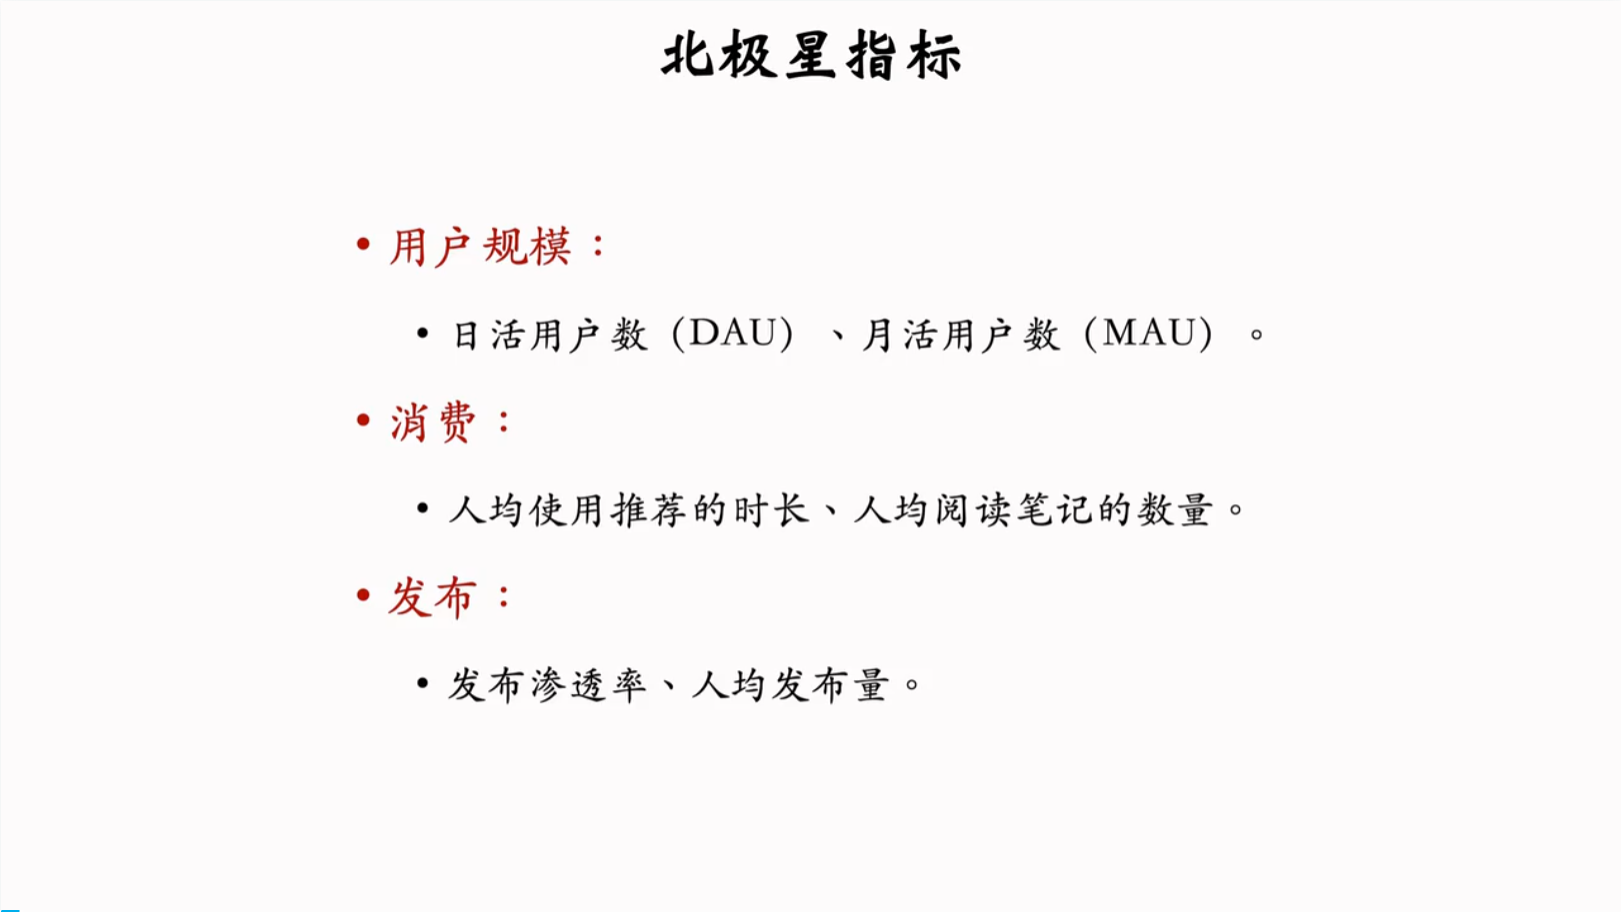 北极星指标
• 用户规模：
• 日活用户数（DAU）、月活用户数（MAU）。
• 消费：
• 人均使用推荐的时长、人均阅读笔记的数量。
• 发布：
• 发布渗透率、人均发布量。